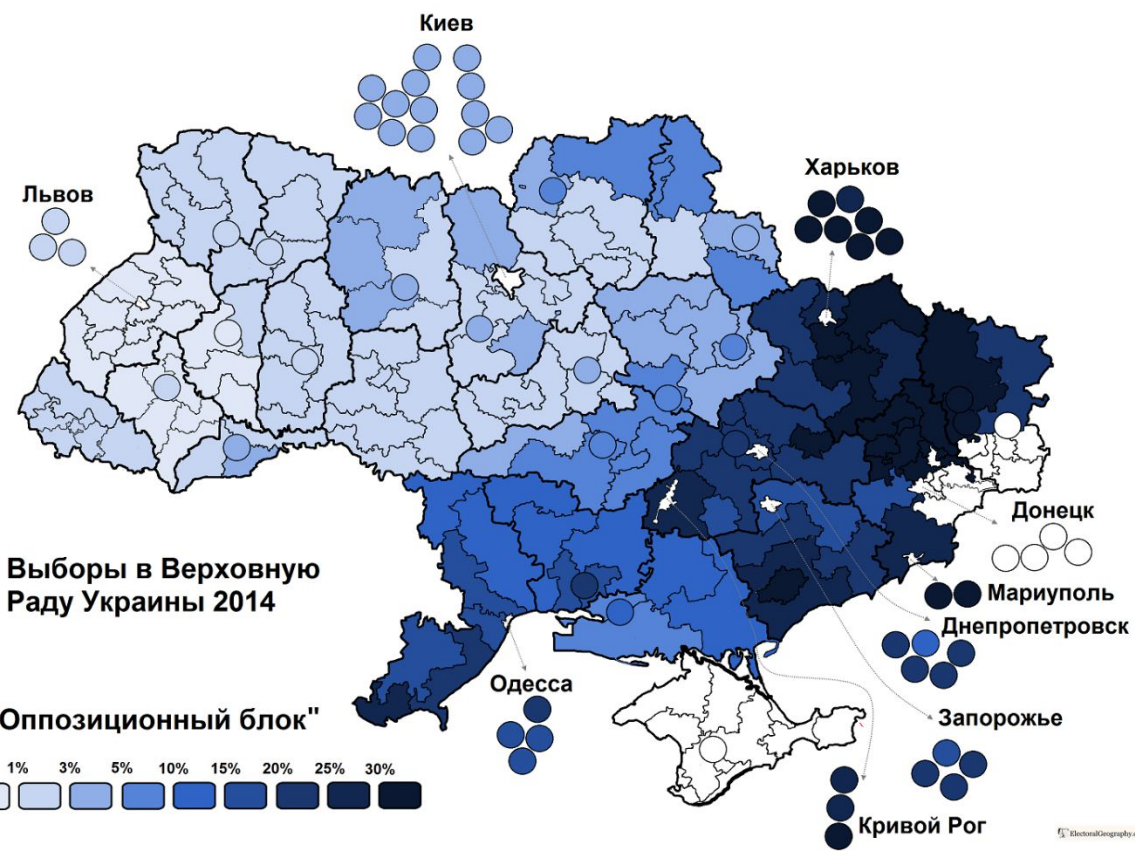 Киев
Львов
Харьков
Донецк
Мариуполь
Днепропетровск
Запорожье
Кривой Рог
Одесса
Выборы в Верховную
Раду Украины 2014
Оппозиционный блок"
1% 3% 5% 10% 15% 20% 25% 30%
ElectoralGeography.c